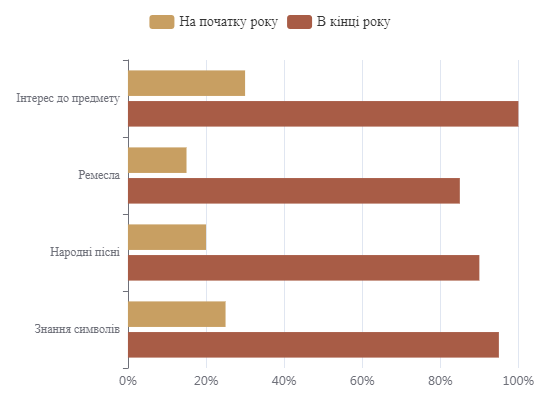 На початку року В кінці року
Інтерес до предмету
Ремесла
Народні пісні
Знання символів
0% 20% 40% 60% 80% 100%